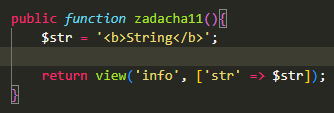 public function zadacha11(){
$str = '<b>String</b>';
return view('info', ['str' => $str]);
}